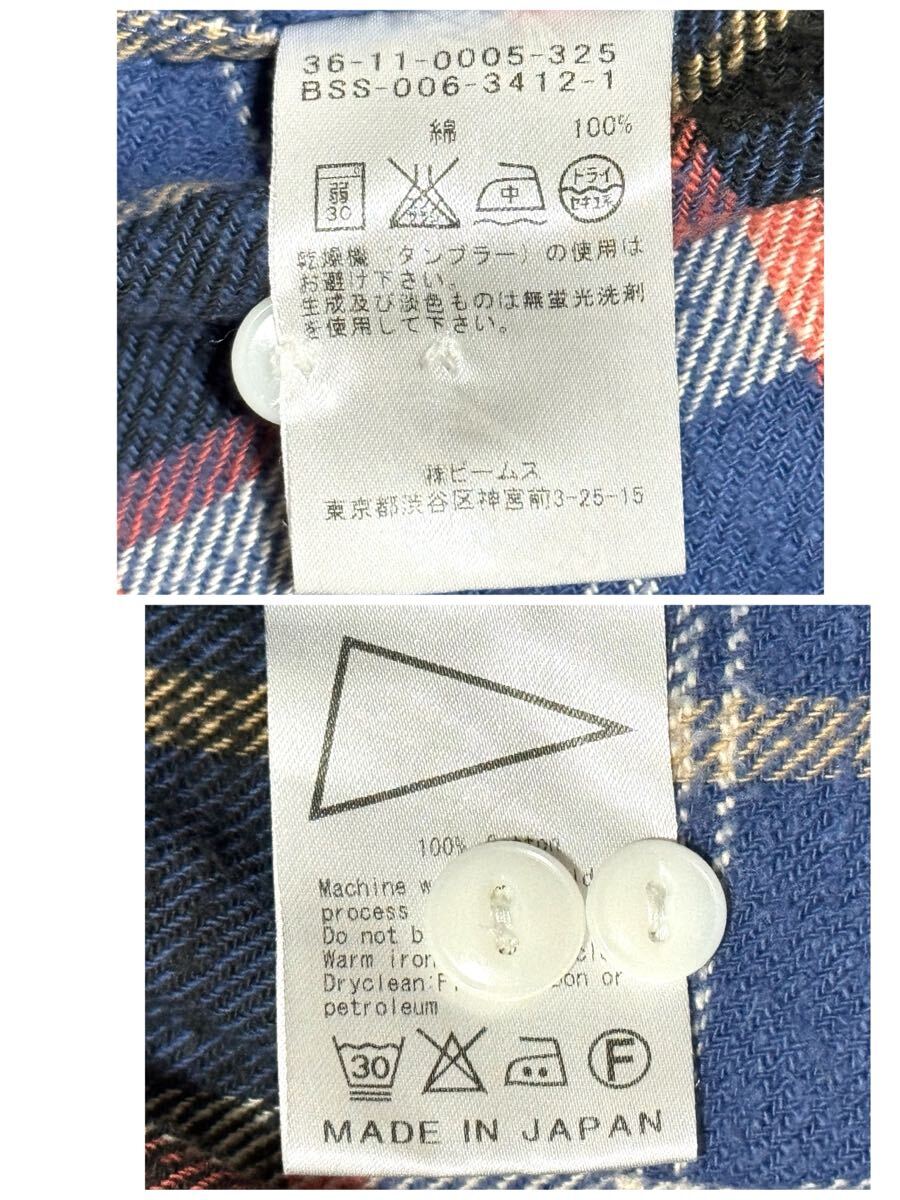 36-11-0005-325
BSS-006-3412-1
綿 100%
弱
30
中
ドライ
セキユ系
乾燥機（タンブラー）の使用は
お避け下さい。
生成及び淡色ものは無蛍光洗剤
を使用して下さい。
㈱ビームス
東京都渋谷区神宮前3-25-15
100%
Machine
process
Do not
Warm iron
Dryclean: or
petroleum
30
F
MADE IN JAPAN